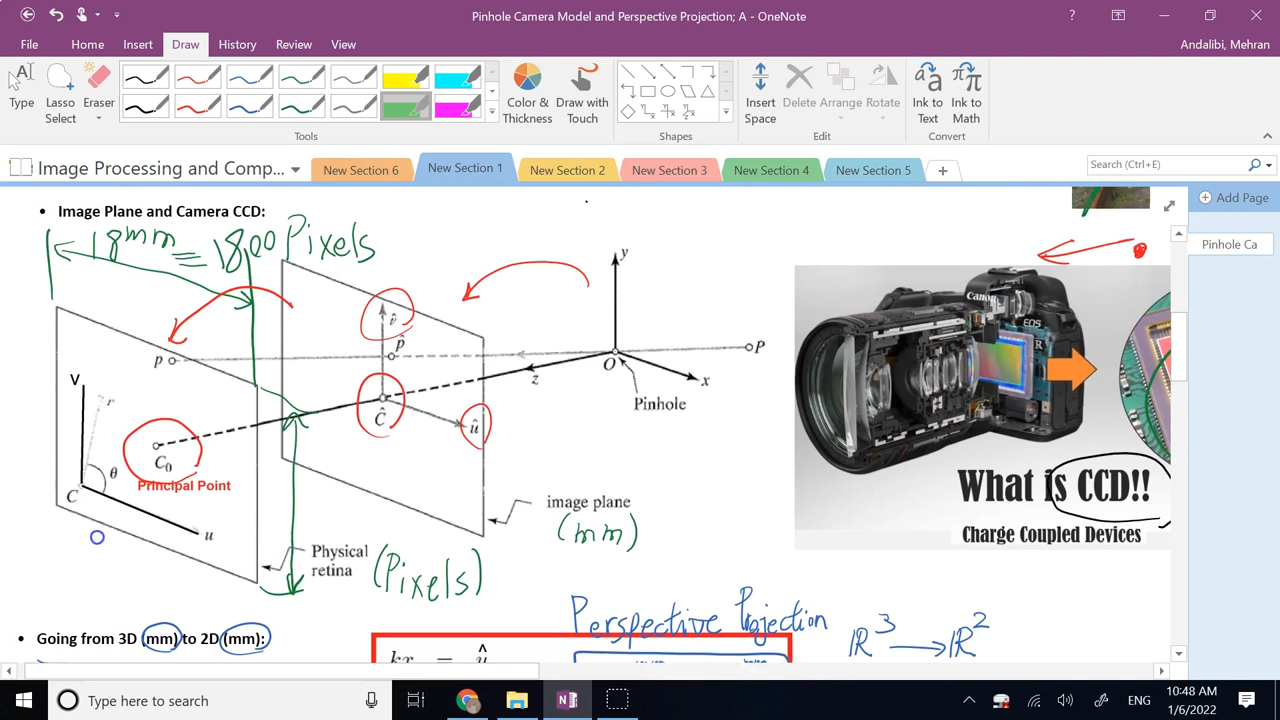 Pinhole Camera Model and Perspective Projection; A - OneNote
File Home Insert Draw History Review View
Andalibi, Mehran
Type
Lasso Select
Eraser
Color & Thickness
Draw with Touch
Insert Space
Delete
Arrange
Rotate
Ink to Text
Ink to Math
Tools
Shapes
Edit
Convert
Image Processing and Comp...
New Section 6
New Section 1
New Section 2
New Section 3
New Section 4
New Section 5
Search (Ctrl+E)
Add Page
Pinhole Ca
• Image Plane and Camera CCD:
18mm = 1800 Pixels
y
v̂
p̂
p
P
O
x
z
Pinhole
Ĉ
û
V
r
θ
C₀
Principal Point
C
u
image plane
(mm)
Physical retina
(Pixels)
Canon
EOS
R
What is CCD!!
Charge Coupled Devices
• Going from 3D (mm) to 2D (mm):
Perspective Projection
ℝ³ → ℝ²
kx = û
Type here to search
ENG
10:48 AM
1/6/2022